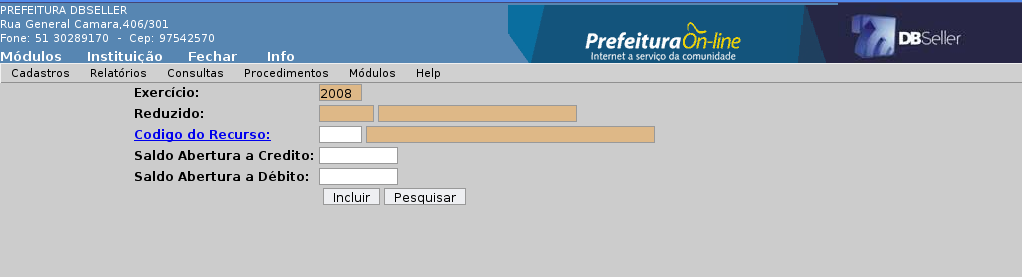 PREFEITURA DBSELLER
Rua General Camara,406/301
Fone: 51 30289170 - Cep: 97542570
Prefeitura On-line
Internet a serviço da comunidade
DBSeller
Módulos Instituição Fechar Info
Cadastros Relatórios Consultas Procedimentos Módulos Help
Exercício: 2008
Reduzido:
Codigo do Recurso:
Saldo Abertura a Credito:
Saldo Abertura a Débito:
Incluir Pesquisar